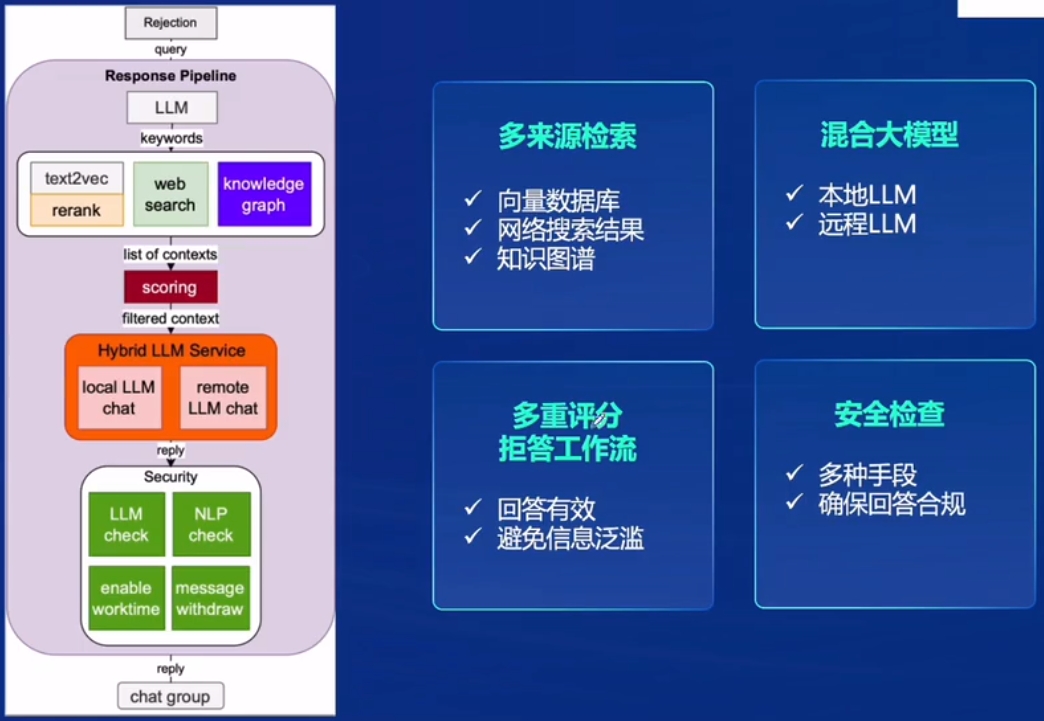 Rejection
query
Response Pipeline
LLM
keywords
text2vec
rerank
web
search
knowledge
graph
list of contexts
scoring
filtered context
Hybrid LLM Service
local LLM
chat
remote
LLM chat
reply
Security
LLM
check
NLP
check
enable
worktime
message
withdraw
reply
chat group
多来源检索
✓ 向量数据库
✓ 网络搜索结果
✓ 知识图谱
混合大模型
✓ 本地LLM
✓ 远程LLM
多重评分
拒答工作流
✓ 回答有效
✓ 避免信息泛滥
安全检查
✓ 多种手段
✓ 确保回答合规